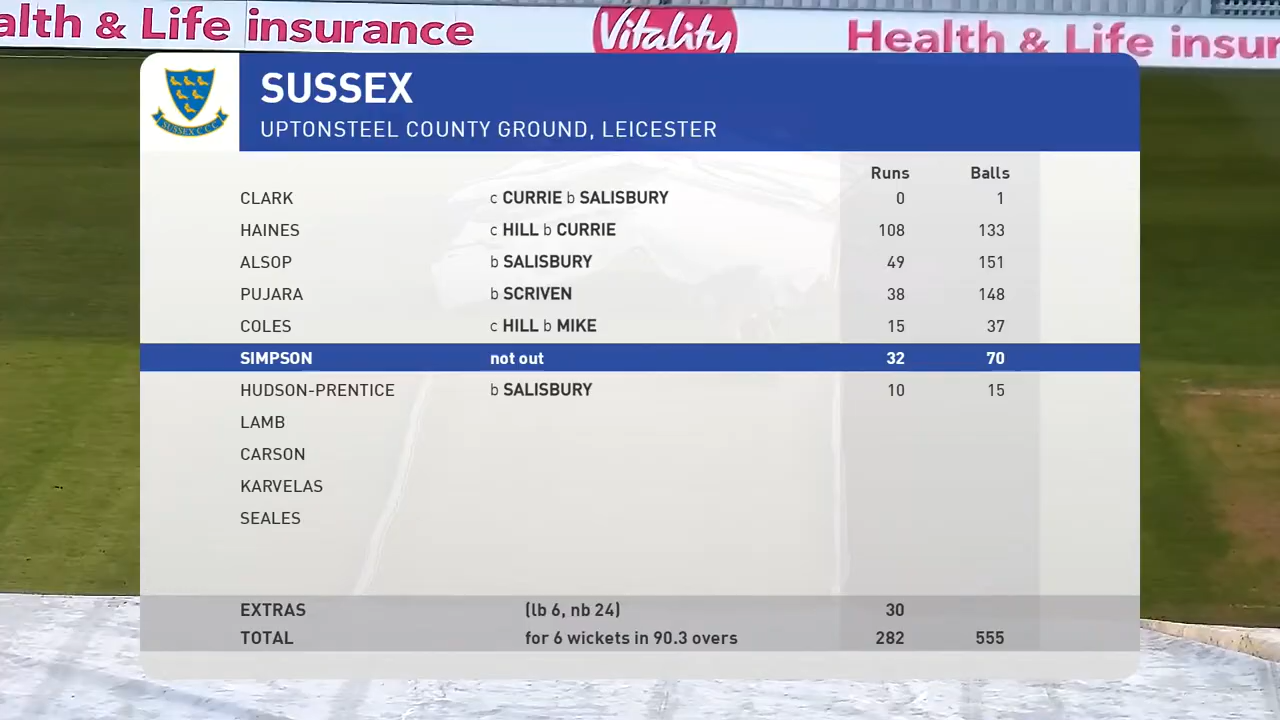 alth & Life insurance Vitality Health & Life insur
SUSSEX
SUSSEX C.C.C
UPTONSTEEL COUNTY GROUND, LEICESTER
Runs Balls
CLARK c CURRIE b SALISBURY 0 1
HAINES c HILL b CURRIE 108 133
ALSOP b SALISBURY 49 151
PUJARA b SCRIVEN 38 148
COLES c HILL b MIKE 15 37
SIMPSON not out 32 70
HUDSON-PRENTICE b SALISBURY 10 15
LAMB
CARSON
KARVELAS
SEALES
EXTRAS (lb 6, nb 24) 30
TOTAL for 6 wickets in 90.3 overs 282 555